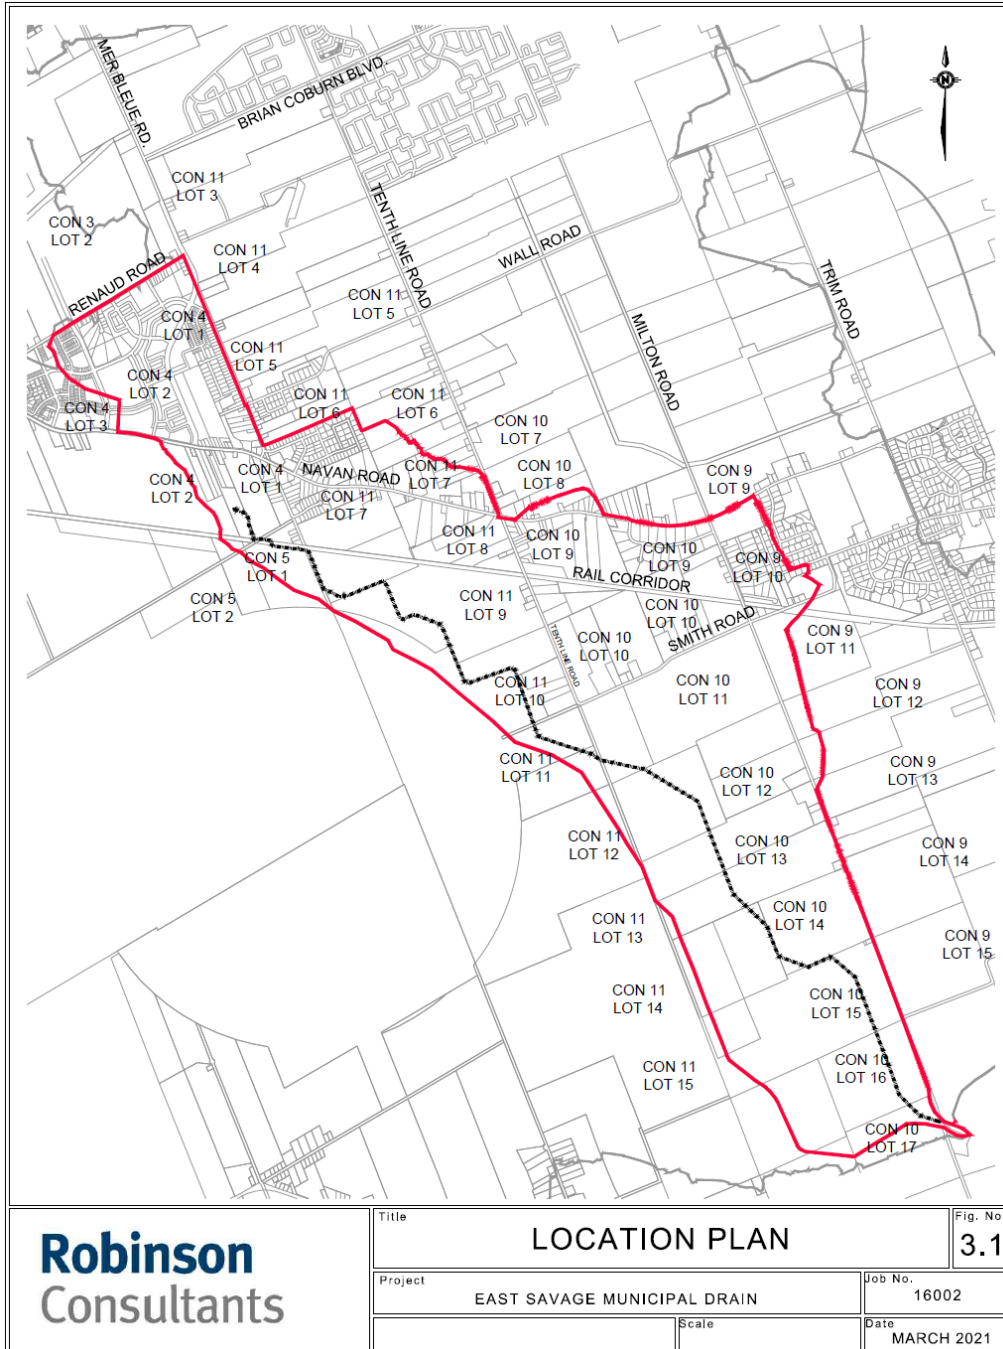 MER BLEUE RD.
BRIAN COBURN BLVD.
CON 11
LOT 3
CON 3
LOT 2
CON 11
LOT 4
RENAUD ROAD
TENTH LINE ROAD
WALL ROAD
TRIM ROAD
CON 11
LOT 5
MILTON ROAD
CON 4
LOT 1
CON 11
LOT 5
CON 4
LOT 2
CON 4
LOT 3
CON 11
LOT 6
CON 11
LOT 6
CON 10
LOT 7
CON 4
LOT 2
CON 4
LOT 1
NAVAN ROAD
CON 11
LOT 7
CON 11
LOT 7
CON 10
LOT 8
CON 9
LOT 9
CON 11
LOT 8
CON 10
LOT 9
CON 10
LOT 9
CON 9
LOT 10
CON 5
LOT 1
CON 5
LOT 2
RAIL CORRIDOR
CON 11
LOT 9
CON 10
LOT 10
SMITH ROAD
CON 10
LOT 10
TENTH LINE ROAD
CON 9
LOT 11
CON 11
LOT 10
CON 10
LOT 11
CON 9
LOT 12
CON 11
LOT 11
CON 10
LOT 12
CON 9
LOT 13
CON 11
LOT 12
CON 10
LOT 13
CON 9
LOT 14
CON 11
LOT 13
CON 10
LOT 14
CON 9
LOT 15
CON 11
LOT 14
CON 10
LOT 15
CON 11
LOT 15
CON 10
LOT 16
CON 10
LOT 17
N
Robinson
Consultants
Title
LOCATION PLAN
Fig. No
3.1
Project
EAST SAVAGE MUNICIPAL DRAIN
Job No.
16002
Scale
Date
MARCH 2021